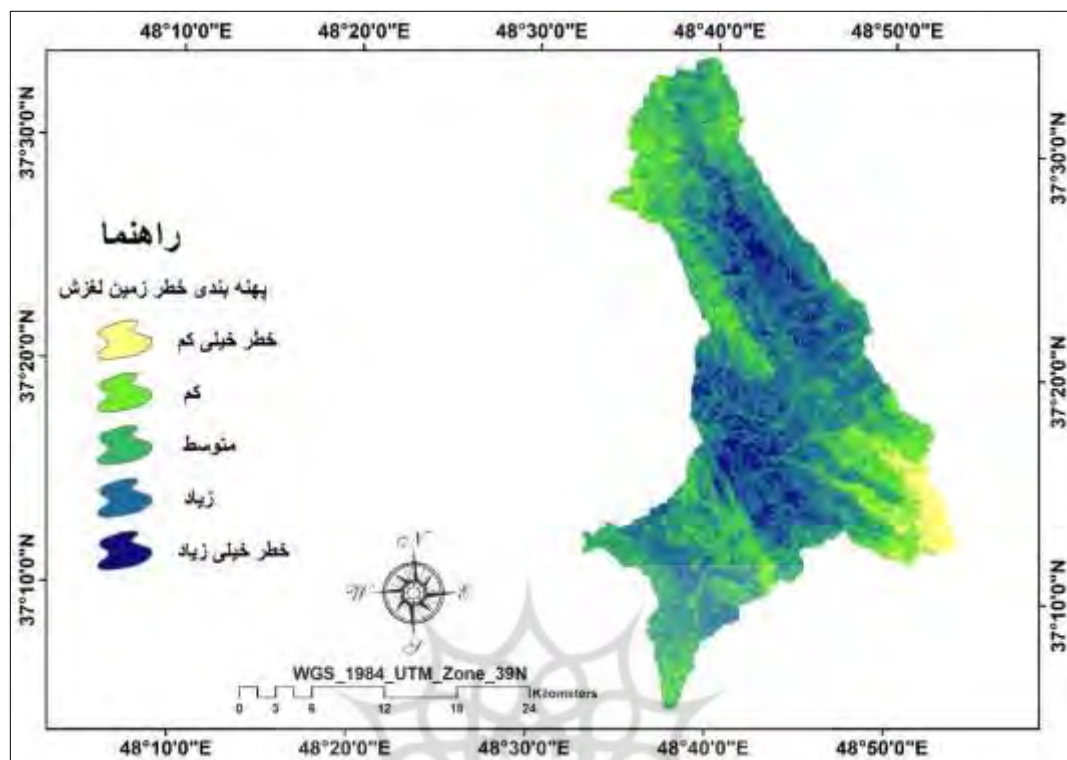 48°10'0"E 48°20'0"E 48°30'0"E 48°40'0"E 48°50'0"E
37°30'0"N
37°30'0"N
راهنما
پهنه بندی خطر زمین لغزش
خطر خیلی کم
37°20'0"N
37°20'0"N
کم
متوسط
زیاد
خطر خیلی زیاد
37°10'0"N
37°10'0"N
N
W E
S
WGS_1984_UTM_Zone_39N
Kilometers
0 3 6 12 18 24
48°10'0"E 48°20'0"E 48°30'0"E 48°40'0"E 48°50'0"E